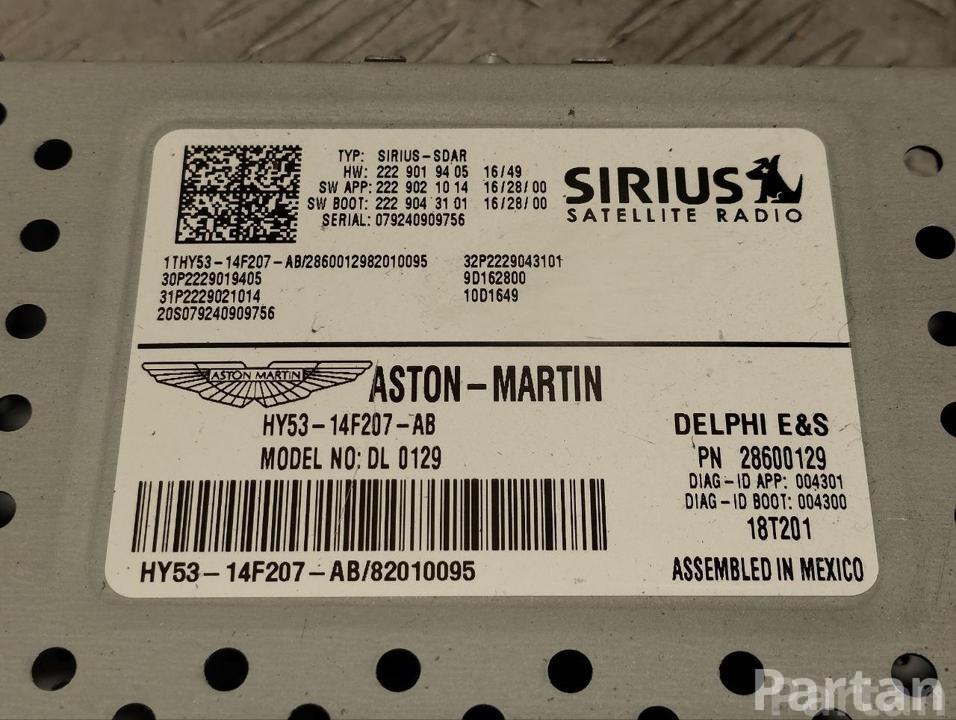 TYP: SIRIUS-SDAR
HW: 222 901 94 05 16/49
SW APP: 222 902 10 14 16/28/00
SW BOOT: 222 904 31 01 16/28/00
SERIAL: 079240909756
SIRIUS
SATELLITE RADIO
1THY53-14F207-AB/2860012982010095
30P2229019405
31P2229021014
20S079240909756
32P2229043101
9D162800
10D1649
ASTON MARTIN
ASTON-MARTIN
HY53-14F207-AB
MODEL NO: DL 0129
HY53-14F207-AB/82010095
DELPHI E&S
PN 28600129
DIAG-ID APP: 004301
DIAG-ID BOOT: 004300
18T201
ASSEMBLED IN MEXICO
Partan